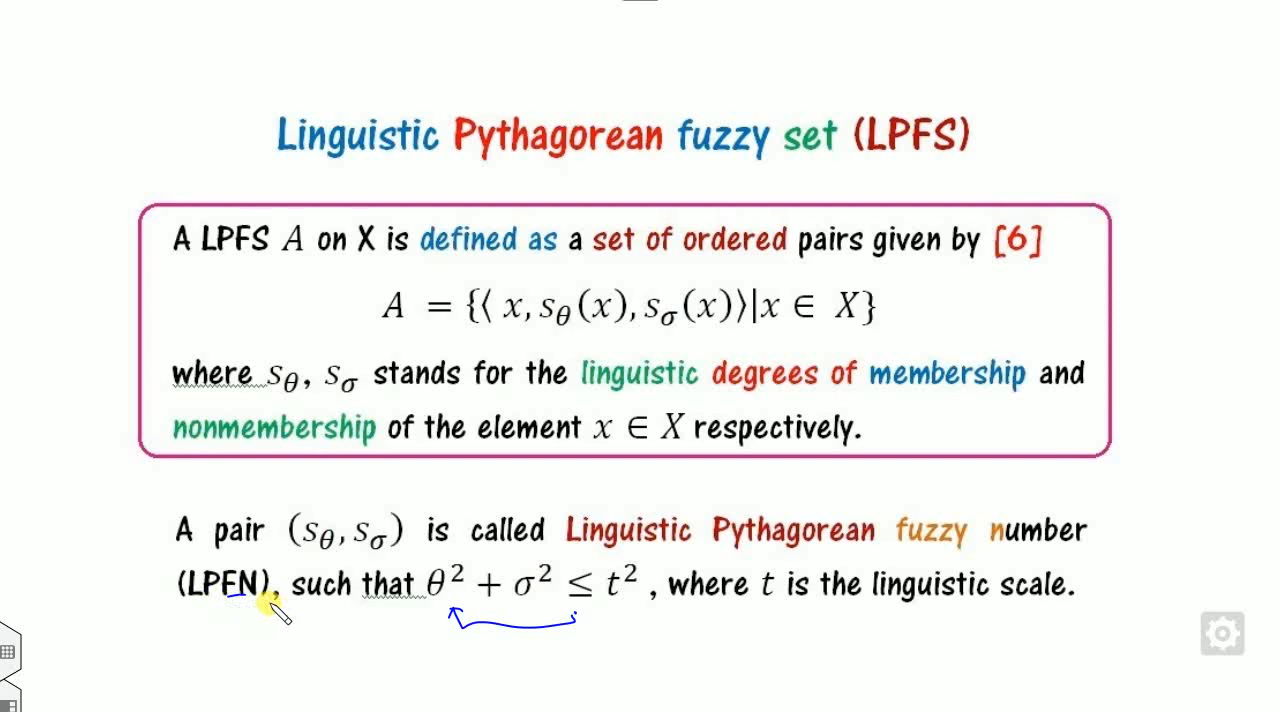 Linguistic Pythagorean fuzzy set (LPFS)
A LPFS A on X is defined as a set of ordered pairs given by [6]
A = {⟨ x, s_θ(x), s_σ(x)⟩|x ∈ X}
where s_θ, s_σ stands for the linguistic degrees of membership and
nonmembership of the element x ∈ X respectively.
A pair (s_θ, s_σ) is called Linguistic Pythagorean fuzzy number
(LPFN), such that θ² + σ² ≤ t² , where t is the linguistic scale.